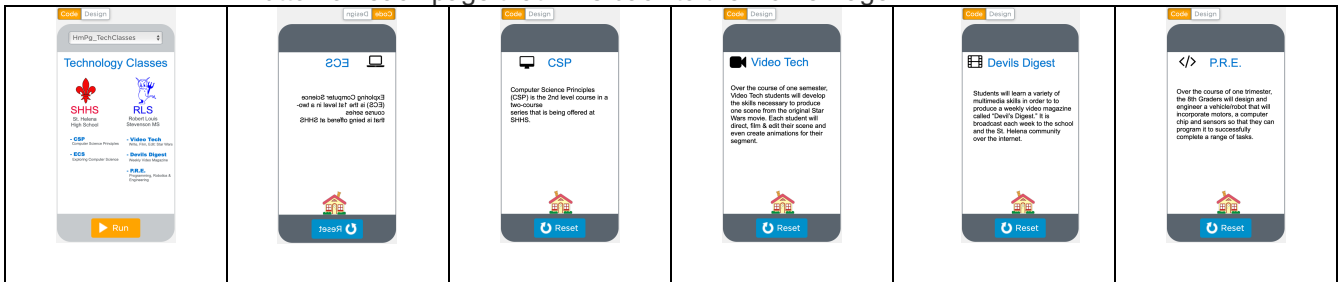 Code Design
HmPg_TechClasses
Technology Classes
SHHS
St. Helena
High School
RLS
Robert Louis
Stevenson MS
- CSP
Computer Science Principles
- ECS
Exploring Computer Science
- Video Tech
Write, Film, Edit: Star Wars
- Devils Digest
Weekly Video Magazine
- P.R.E.
Programming, Robotics &
Engineering
Run
Code Design
ECS
Exploring Computer Science
(ECS) is the 1st level in a two-
course series
that is being offered at SHHS
Reset
Code Design
CSP
Computer Science Principles
(CSP) is the 2nd level course in a
two-course
series that is being offered at
SHHS.
Reset
Code Design
Video Tech
Over the course of one semester,
Video Tech students will develop
the skills necessary to produce
one scene from the original Star
Wars movie. Each student will
direct, film & edit their scene and
even create animations for their
segment.
Reset
Code Design
Devils Digest
Students will learn a variety of
multimedia skills in order to to
produce a weekly video magazine
called "Devil's Digest." It is
broadcast each week to the school
and the St. Helena community
over the internet.
Reset
Code Design
P.R.E.
Over the course of one trimester,
the 8th Graders will design and
engineer a vehicle/robot that will
incorporate motors, a computer
chip and sensors so that they can
program it to successfully
complete a range of tasks.
Reset